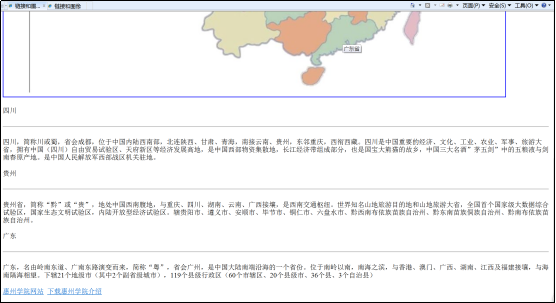 链接和图... 链接和图像
页面(P) 安全(S) 工具(O)
广东省
四川
四川，简称川或蜀，省会成都，位于中国内陆西南部，北连陕西、甘肃、青海，南接云南、贵州，东邻重庆，西衔西藏。四川是中国重要的经济、文化、工业、农业、军事、旅游大
省。拥有中国（四川）自由贸易试验区、天府新区等经济发展高地，是中国西部物资集散地，长江经济带组成部分，也是国宝大熊猫的故乡，中国三大名酒"茅五剑"中的五粮液与剑
南春原产地。是中国人民解放军西部战区机关驻地。
贵州
贵州省，简称“黔”或“贵”，地处中国西南腹地，与重庆、四川、湖南、云南、广西接壤，是西南交通枢纽。世界知名山地旅游目的地和山地旅游大省，全国首个国家级大数据综合
试验区，国家生态文明试验区，内陆开放型经济试验区。辖贵阳市、遵义市、安顺市、毕节市、铜仁市、六盘水市、黔西南布依族苗族自治州、黔东南苗族侗族自治州、黔南布依族苗
族自治州。
广东
广东，名由岭南东道、广南东路演变而来，简称“粤”，省会广州，是中国大陆南端沿海的一个省份，位于南岭以南，南海之滨，与香港、澳门、广西、湖南、江西及福建接壤，与海
南隔海相望。下辖21个地级市（其中2个副省级城市），119个县级行政区（60个市辖区、20个县级市、36个县，3个自治县）
惠州学院网站 下载惠州学院介绍